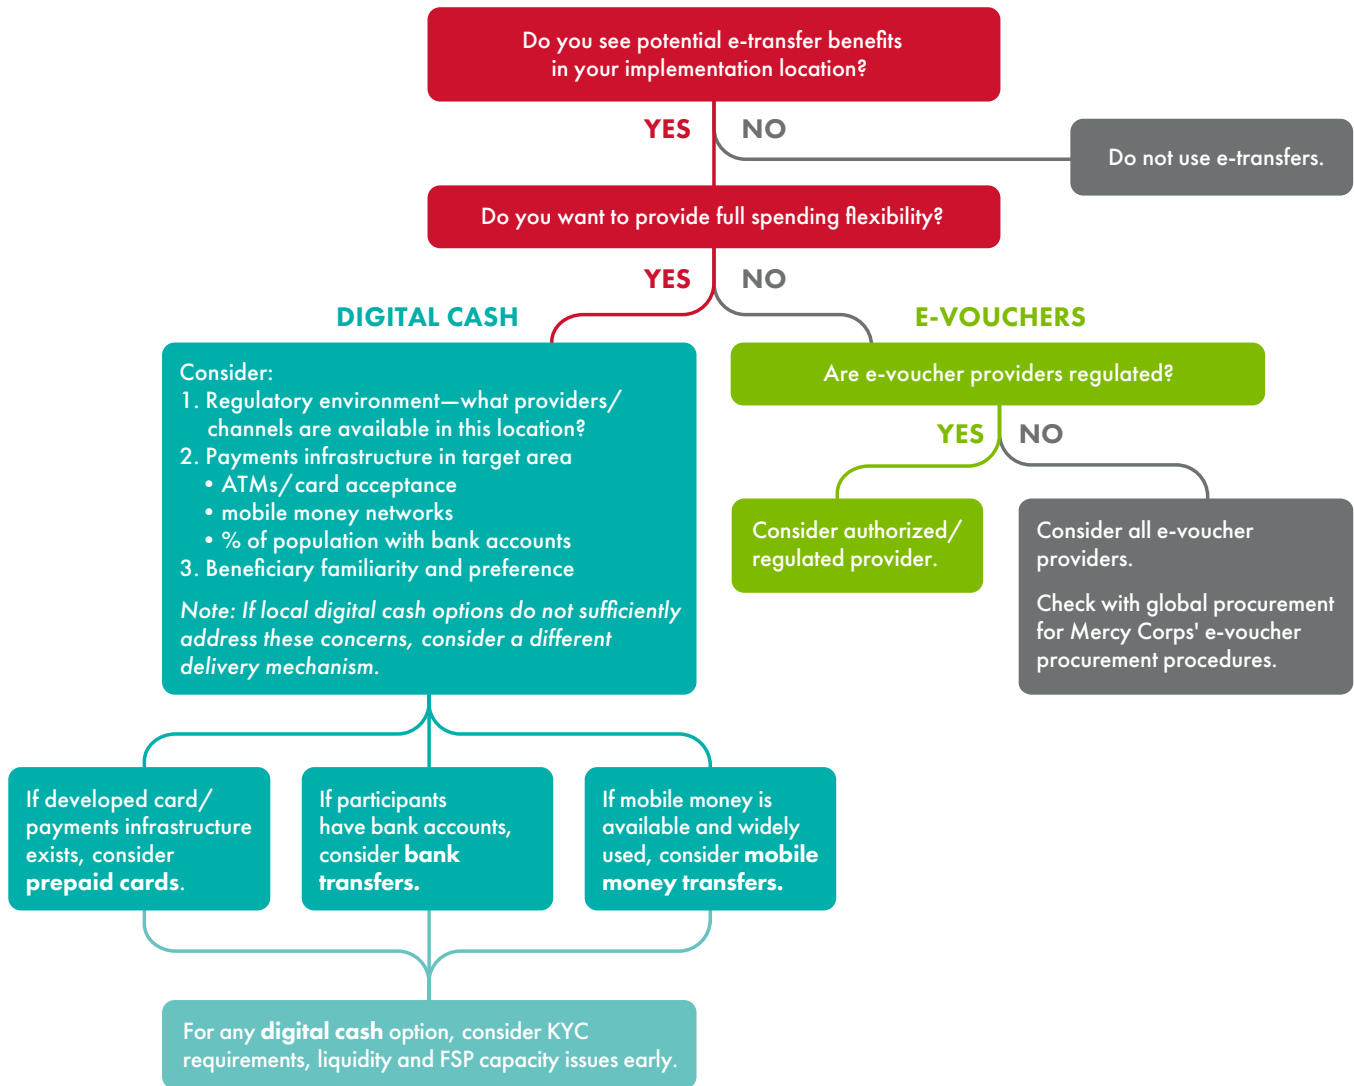 Do you see potential e-transfer benefits
in your implementation location?
YES
NO
Do not use e-transfers.
Do you want to provide full spending flexibility?
YES
NO
DIGITAL CASH
E-VOUCHERS
Consider:
1. Regulatory environment—what providers/
channels are available in this location?
2. Payments infrastructure in target area
• ATMs/card acceptance
• mobile money networks
• % of population with bank accounts
3. Beneficiary familiarity and preference
Note: If local digital cash options do not sufficiently
address these concerns, consider a different
delivery mechanism.
Are e-voucher providers regulated?
YES
NO
Consider authorized/
regulated provider.
Consider all e-voucher
providers.
Check with global procurement
for Mercy Corps' e-voucher
procurement procedures.
If developed card/
payments infrastructure
exists, consider
prepaid cards.
If participants
have bank accounts,
consider bank
transfers.
If mobile money is
available and widely
used, consider mobile
money transfers.
For any digital cash option, consider KYC
requirements, liquidity and FSP capacity issues early.